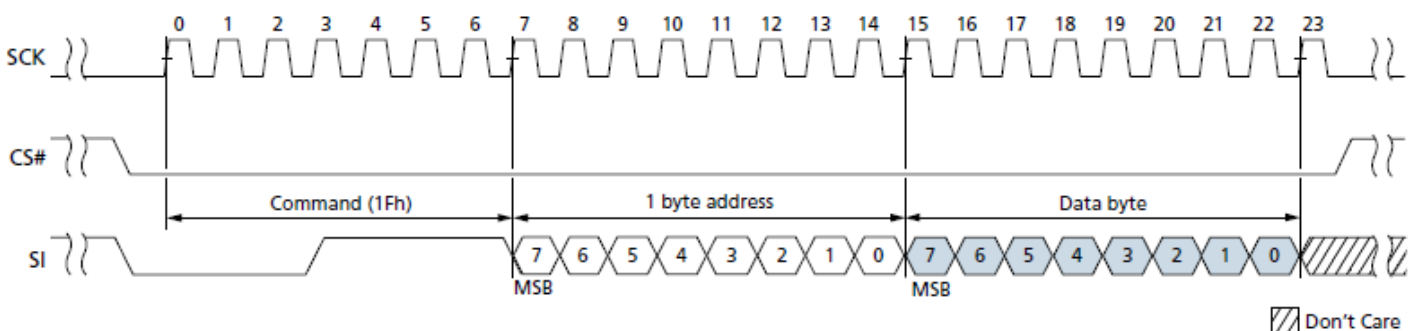 0 1 2 3 4 5 6 7 8 9 10 11 12 13 14 15 16 17 18 19 20 21 22 23
SCK
CS#
Command (1Fh) 1 byte address Data byte
SI 7 6 5 4 3 2 1 0 7 6 5 4 3 2 1 0
MSB MSB
Don't Care